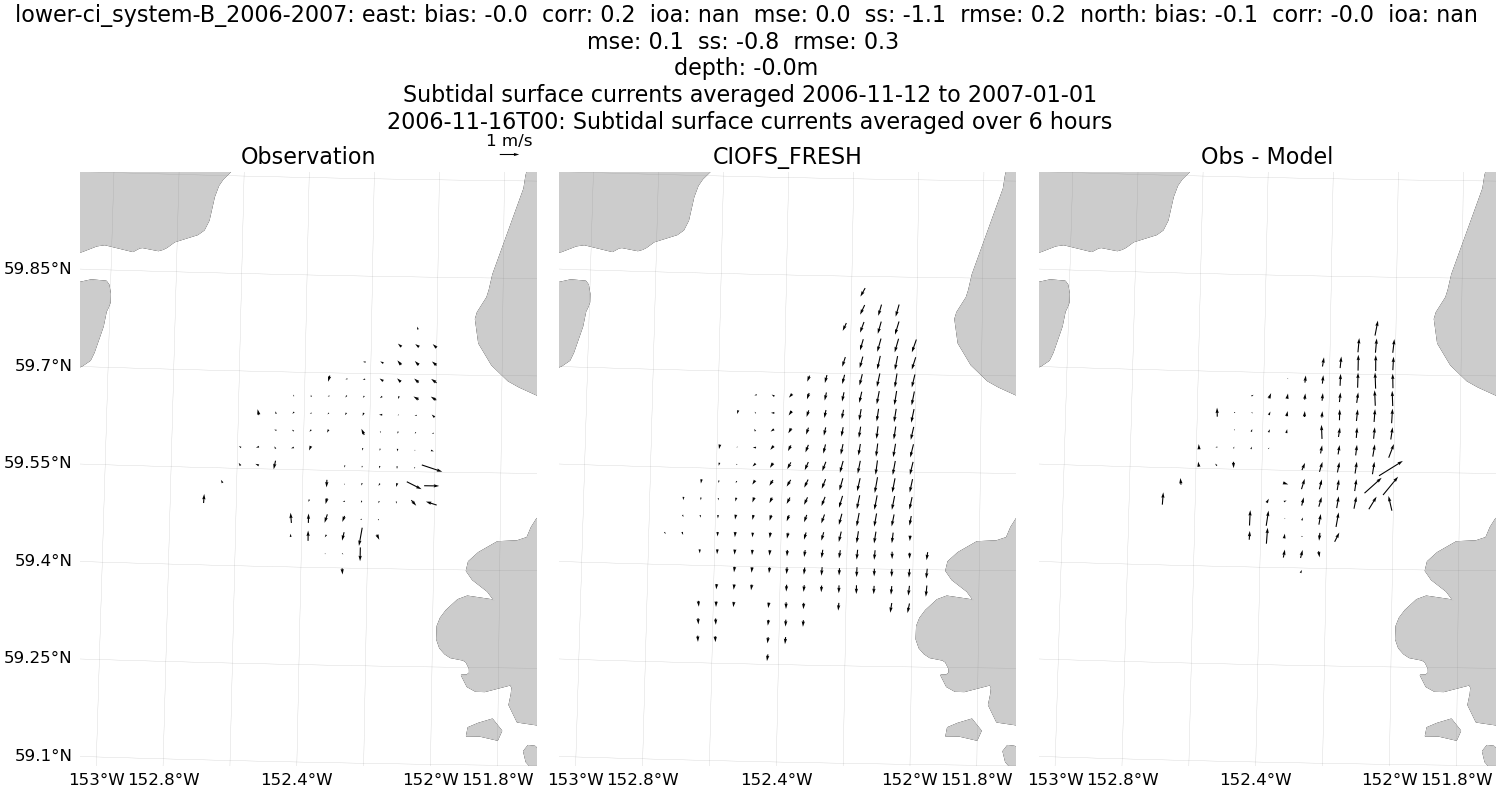 lower-ci_system-B_2006-2007: east: bias: -0.0  corr: 0.2  ioa: nan  mse: 0.0  ss: -1.1  rmse: 0.2  north: bias: -0.1  corr: -0.0  ioa: nan
mse: 0.1  ss: -0.8  rmse: 0.3
depth: -0.0m
Subtidal surface currents averaged 2006-11-12 to 2007-01-01
2006-11-16T00: Subtidal surface currents averaged over 6 hours
1 m/s
Observation
CIOFS_FRESH
Obs - Model
59.85°N
59.7°N
59.55°N
59.4°N
59.25°N
59.1°N
153°W 152.8°W 152.4°W 152°W 151.8°W
153°W 152.8°W 152.4°W 152°W 151.8°W
153°W 152.8°W 152.4°W 152°W 151.8°W